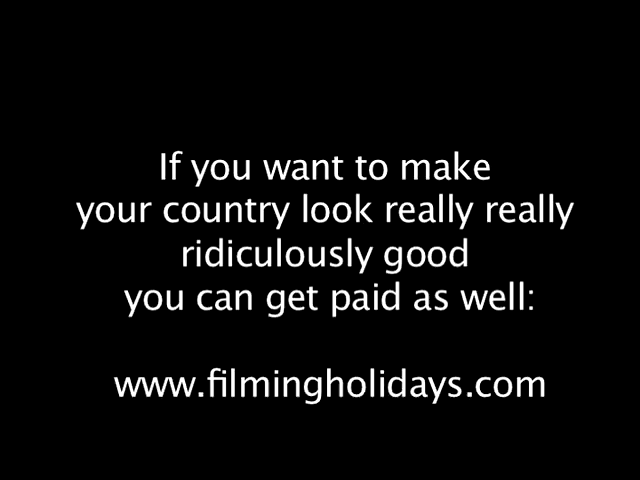 If you want to make
your country look really really
ridiculously good
you can get paid as well:
www.filmingholidays.com